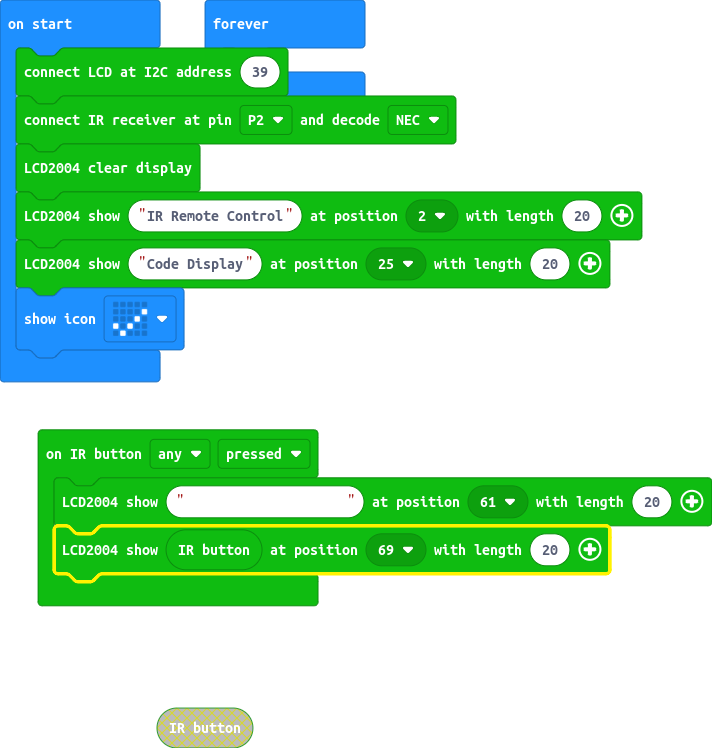 on start
forever
connect LCD at I2C address 39
connect IR receiver at pin P2 and decode NEC
LCD2004 clear display
LCD2004 show "IR Remote Control" at position 2 with length 20
LCD2004 show "Code Display" at position 25 with length 20
show icon
on IR button any pressed
LCD2004 show " " at position 61 with length 20
LCD2004 show IR button at position 69 with length 20
IR button